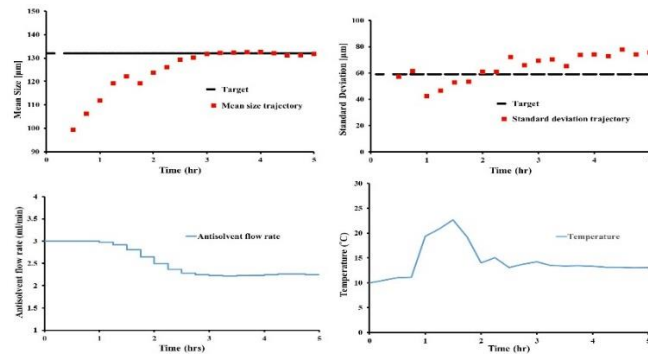 150
140
130
120
110
100
90
Mean Size [µm]
Target
Mean size trajectory
0 1 2 3 4 5
Time (hr)
100
80
60
40
20
0
Standard Deviation [µm]
Target
Standard deviation trajectory
0 1 2 3 4 5
Time (hr)
4
3.5
3
2.5
2
1.5
1
Antisolvent flow rate (ml/min)
Antisolvent flow rate
0 1 2 3 4 5
Time (hrs)
30
25
20
15
10
5
0
Temperature (°C)
Temperature
0 1 2 3 4 5
Time (hr)